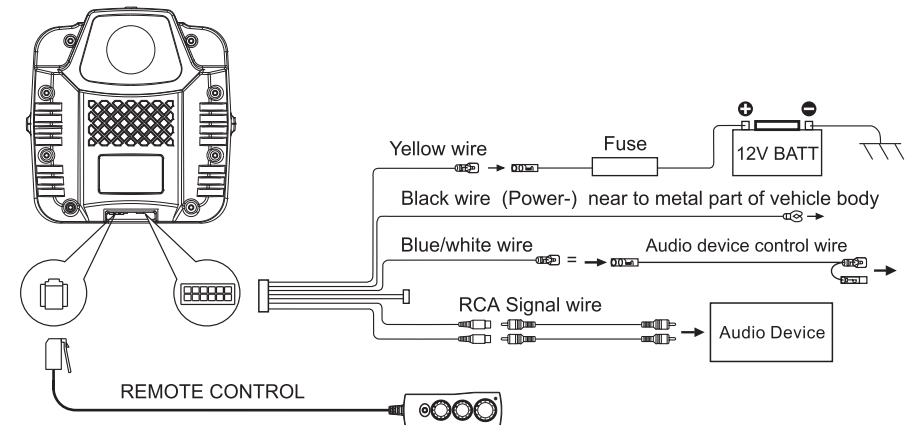 Yellow wire
Fuse
12V BATT
Black wire (Power-) near to metal part of vehicle body
Blue/white wire
Audio device control wire
RCA Signal wire
Audio Device
REMOTE CONTROL